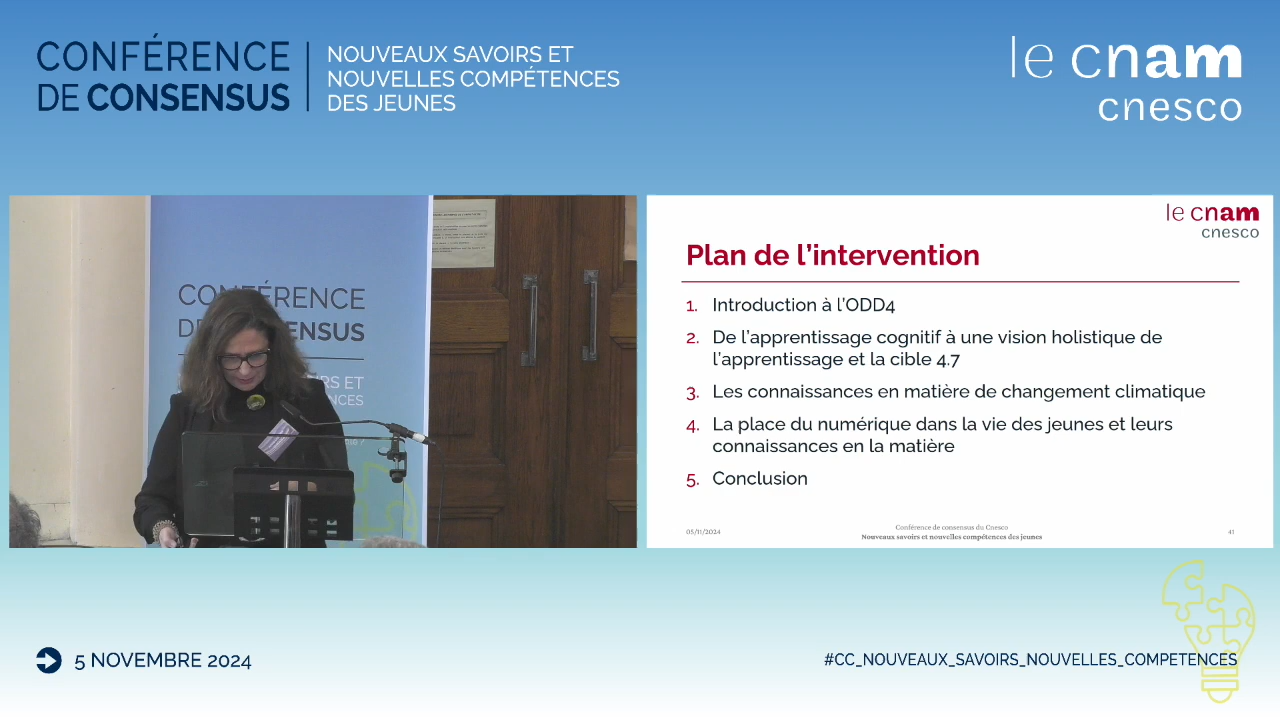 CONFÉRENCE
DE CONSENSUS
NOUVEAUX SAVOIRS ET
NOUVELLES COMPÉTENCES
DES JEUNES
le cnam
cnesco
CONFÉRENCE
DE CONSENSUS
le cnam
cnesco
Plan de l'intervention
1. Introduction à l'ODD4
2. De l'apprentissage cognitif à une vision holistique de
l'apprentissage et la cible 4.7
3. Les connaissances en matière de changement climatique
4. La place du numérique dans la vie des jeunes et leurs
connaissances en la matière
5. Conclusion
05/11/2024
Conférence de consensus du Cnesco
Nouveaux savoirs et nouvelles compétences des jeunes
41
5 NOVEMBRE 2024
#CC_NOUVEAUX_SAVOIRS_NOUVELLES_COMPETENCES